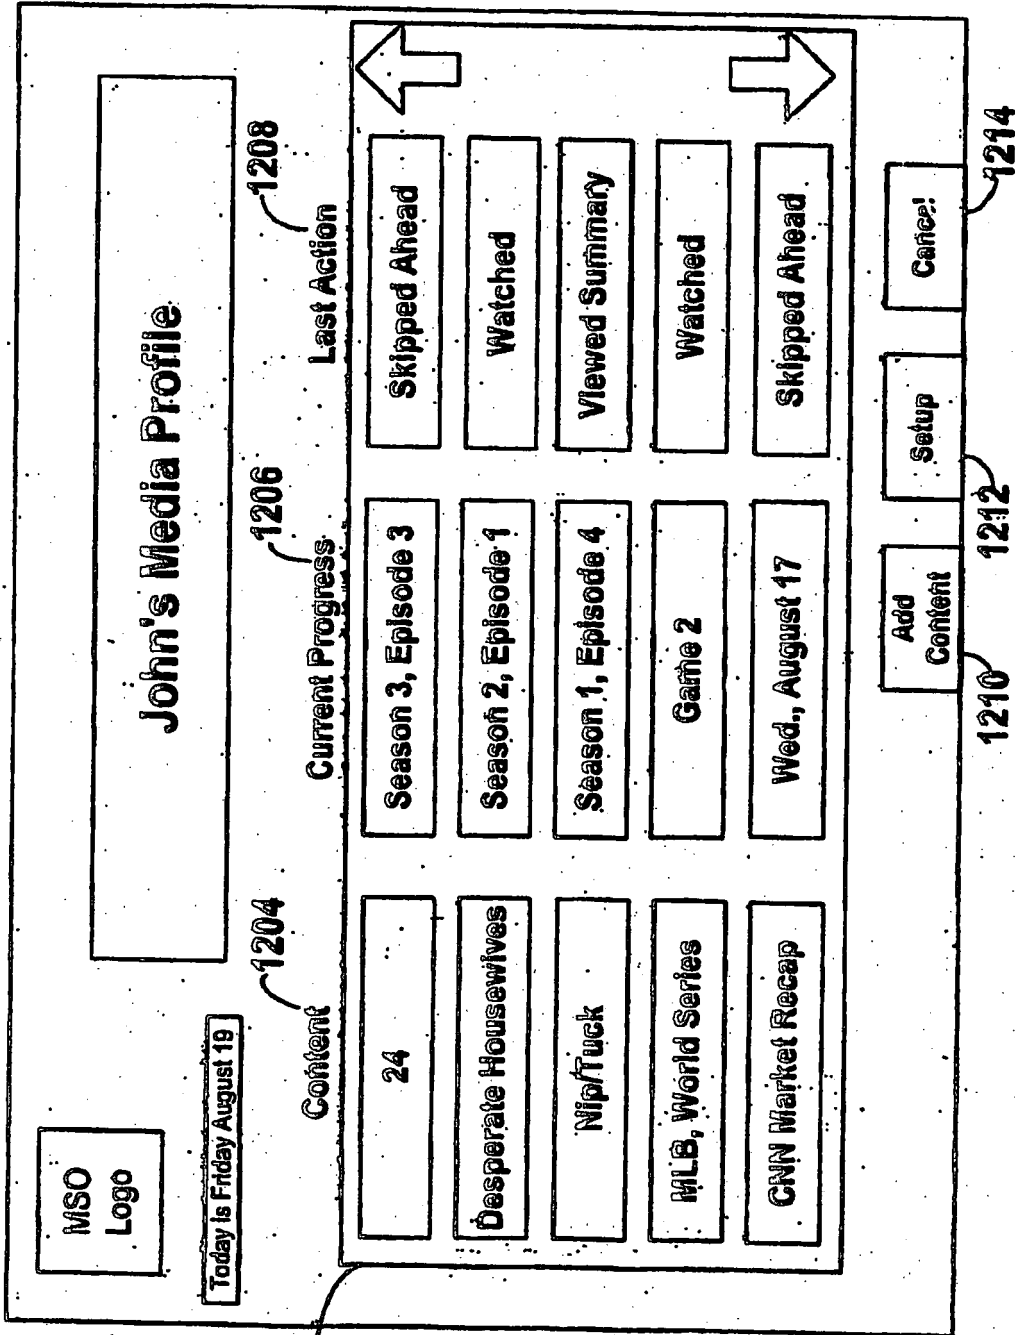 MSO
Logo
John's Media Profile
Today Is Friday August 19
1204
1206
1208
Content
Current Progress
Last Action
24
Season 3, Episode 3
Skipped Ahead
Desperate Housewives
Season 2, Episode 1
Watched
Nip/Tuck
Season 1, Episode 4
Viewed Summary
MLB, World Series
Game 2
Watched
CNN Market Recap
Wed., August 17
Skipped Ahead
Add
Content
Setup
Cancel
1210
1212
1214